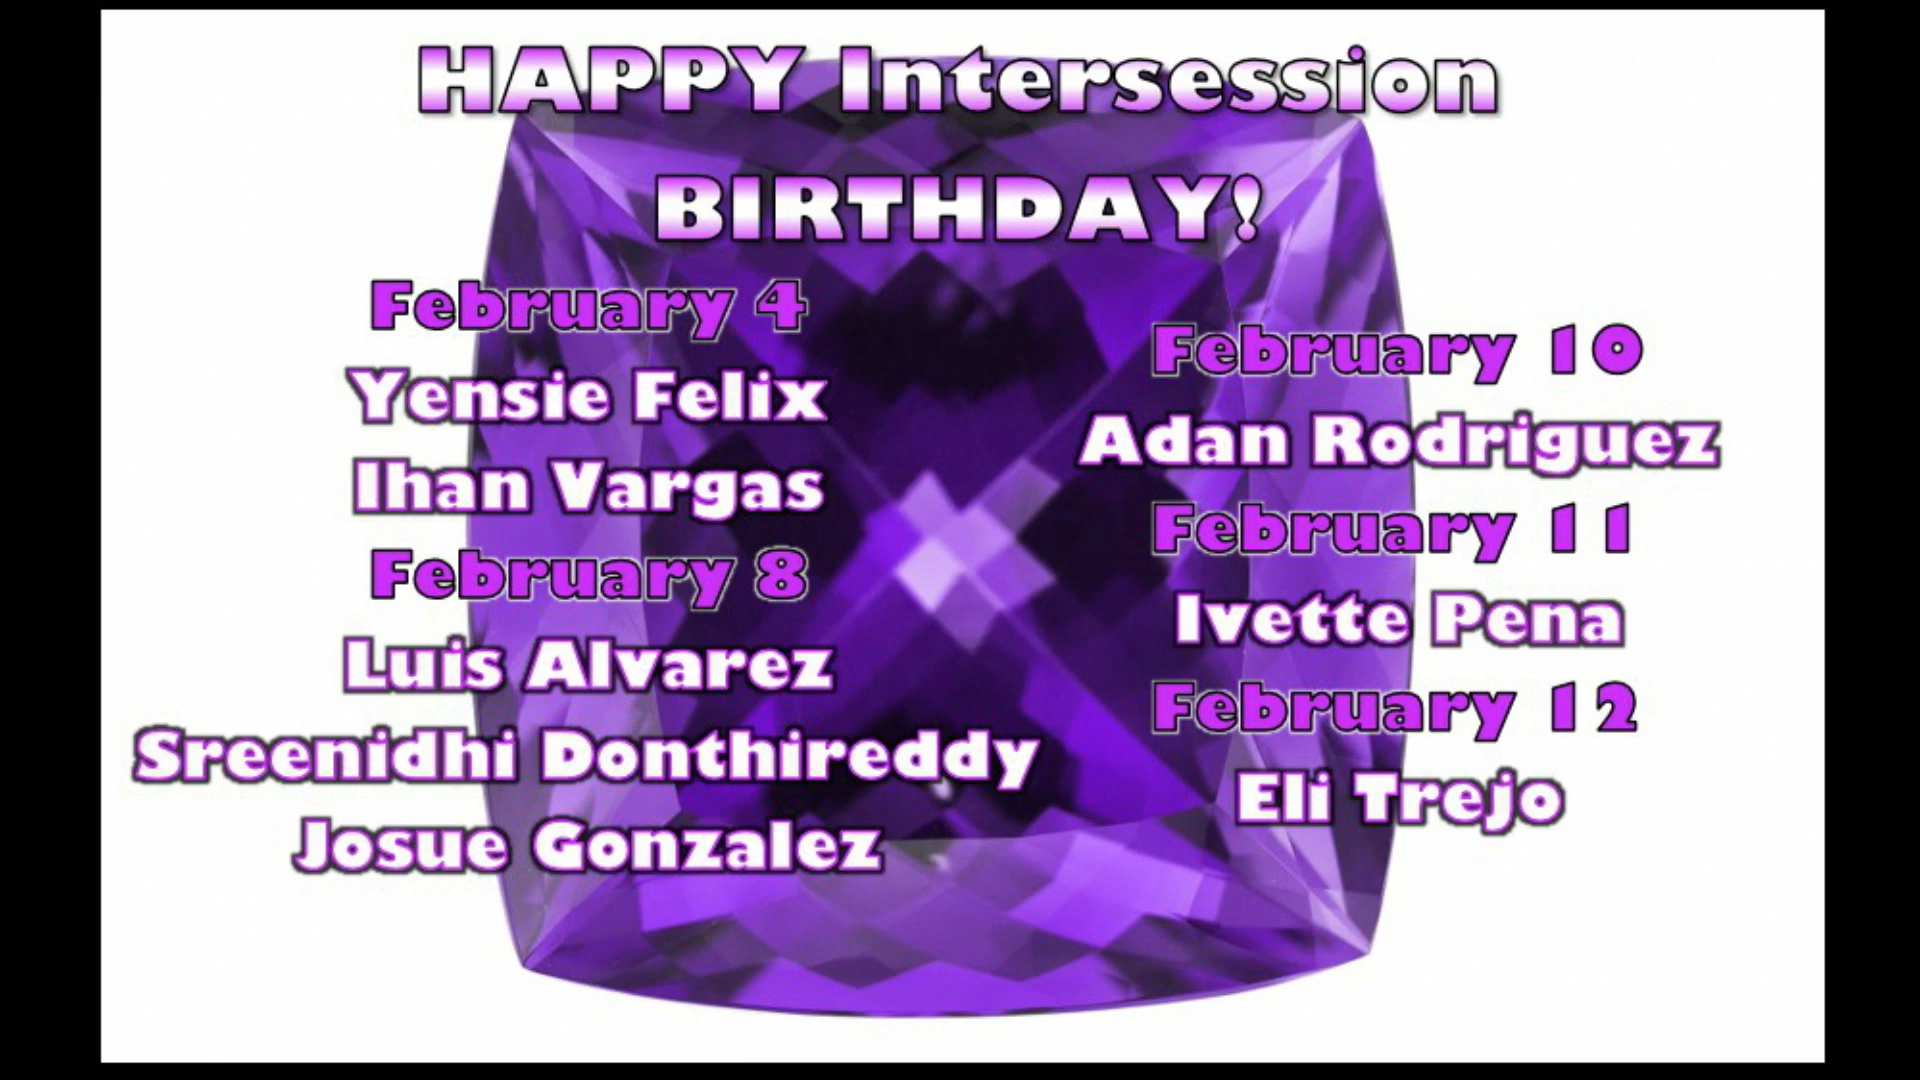 HAPPY Intersession
BIRTHDAY!
February 4
Yensie Felix
Ihan Vargas
February 8
Luis Alvarez
Sreenidhi Donthireddy
Josue Gonzalez
February 10
Adan Rodriguez
February 11
Ivette Pena
February 12
Eli Trejo